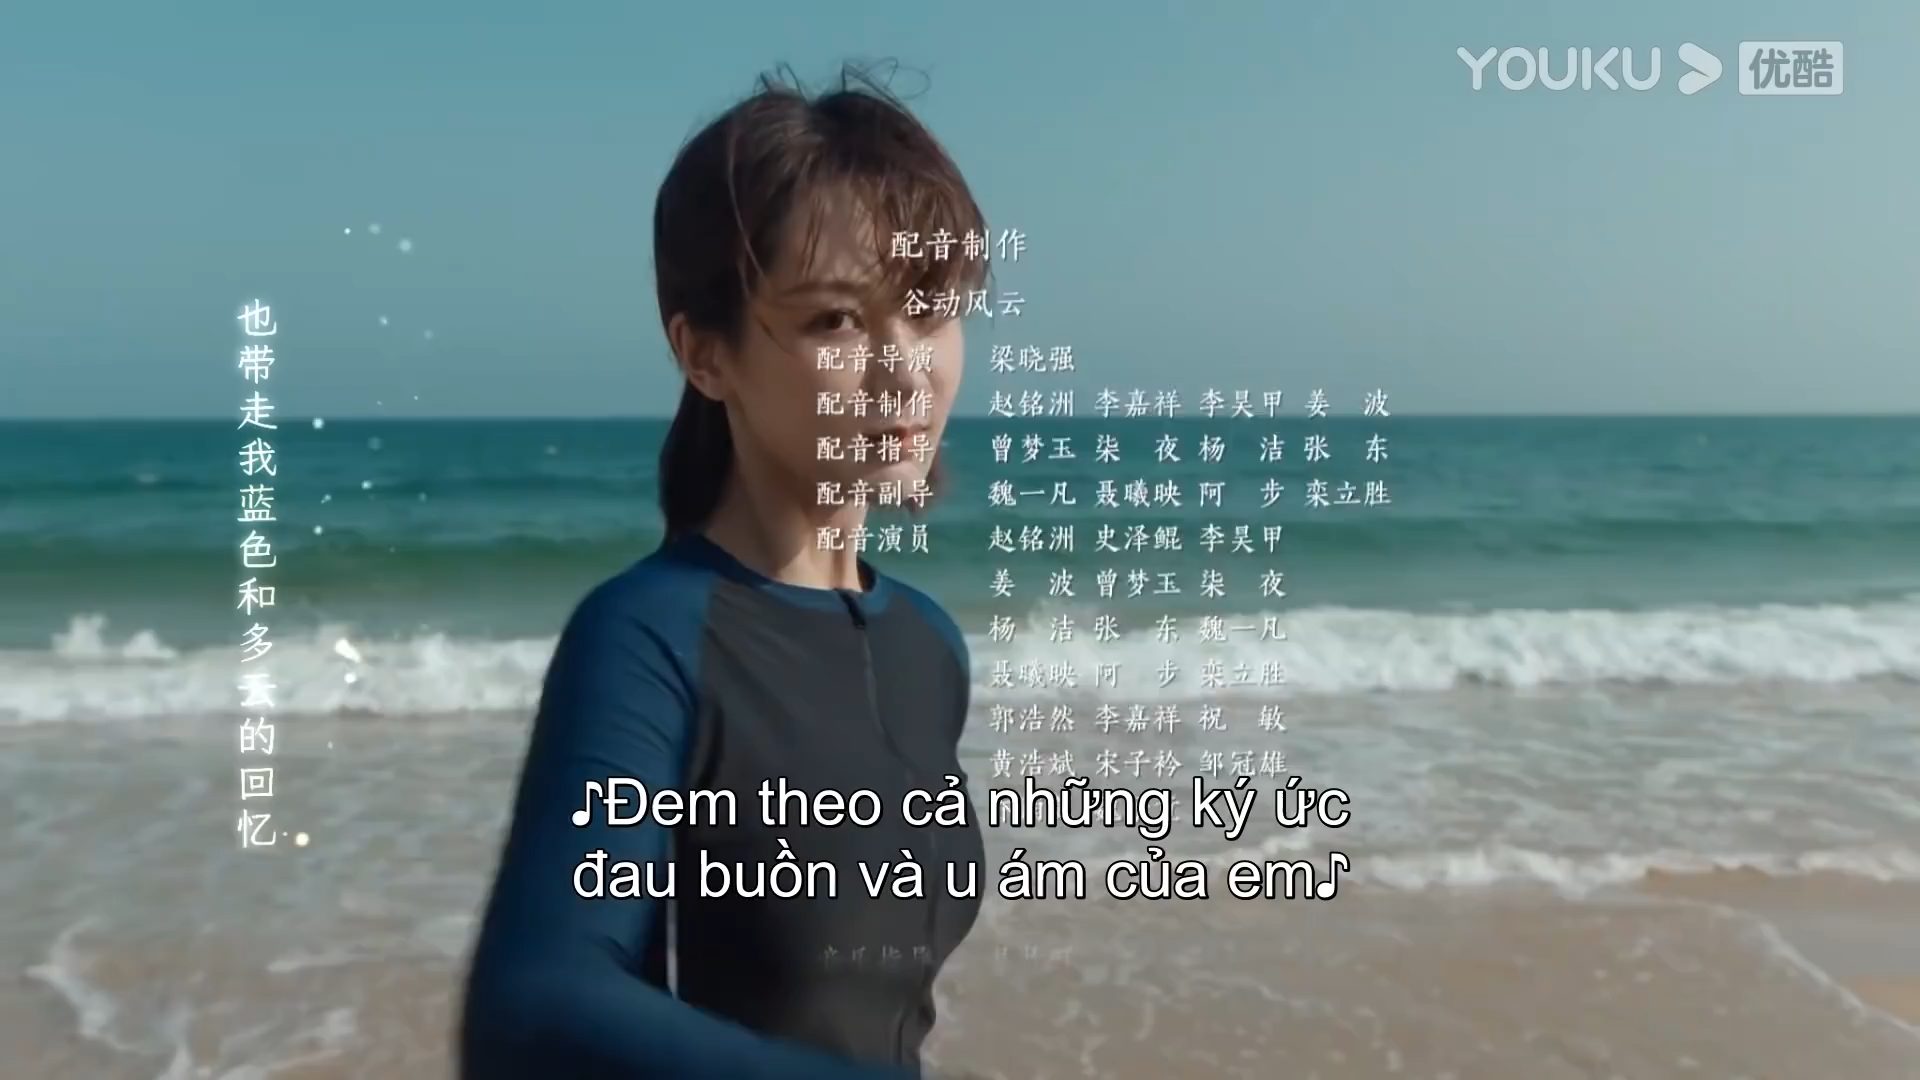 YOUKU 优酷
也带走我蓝色和多云的回忆
配音制作
谷动风云
配音导演 梁晓强
配音制作 赵铭洲 李嘉祥 李昊甲 姜 波
配音指导 曾梦玉 柒 夜 杨 洁 张 东
配音副导 魏一凡 聂曦映 阿 步 栾立胜
配音演员 赵铭洲 史泽鲲 李昊甲
姜 波 曾梦玉 柒 夜
杨 洁 张 东 魏一凡
聂曦映 阿 步 栾立胜
郭浩然 李嘉祥 祝 敏
黄浩斌 宋子衿 邹冠雄
♪Đem theo cả những ký ức
đau buồn và u ám của em♪